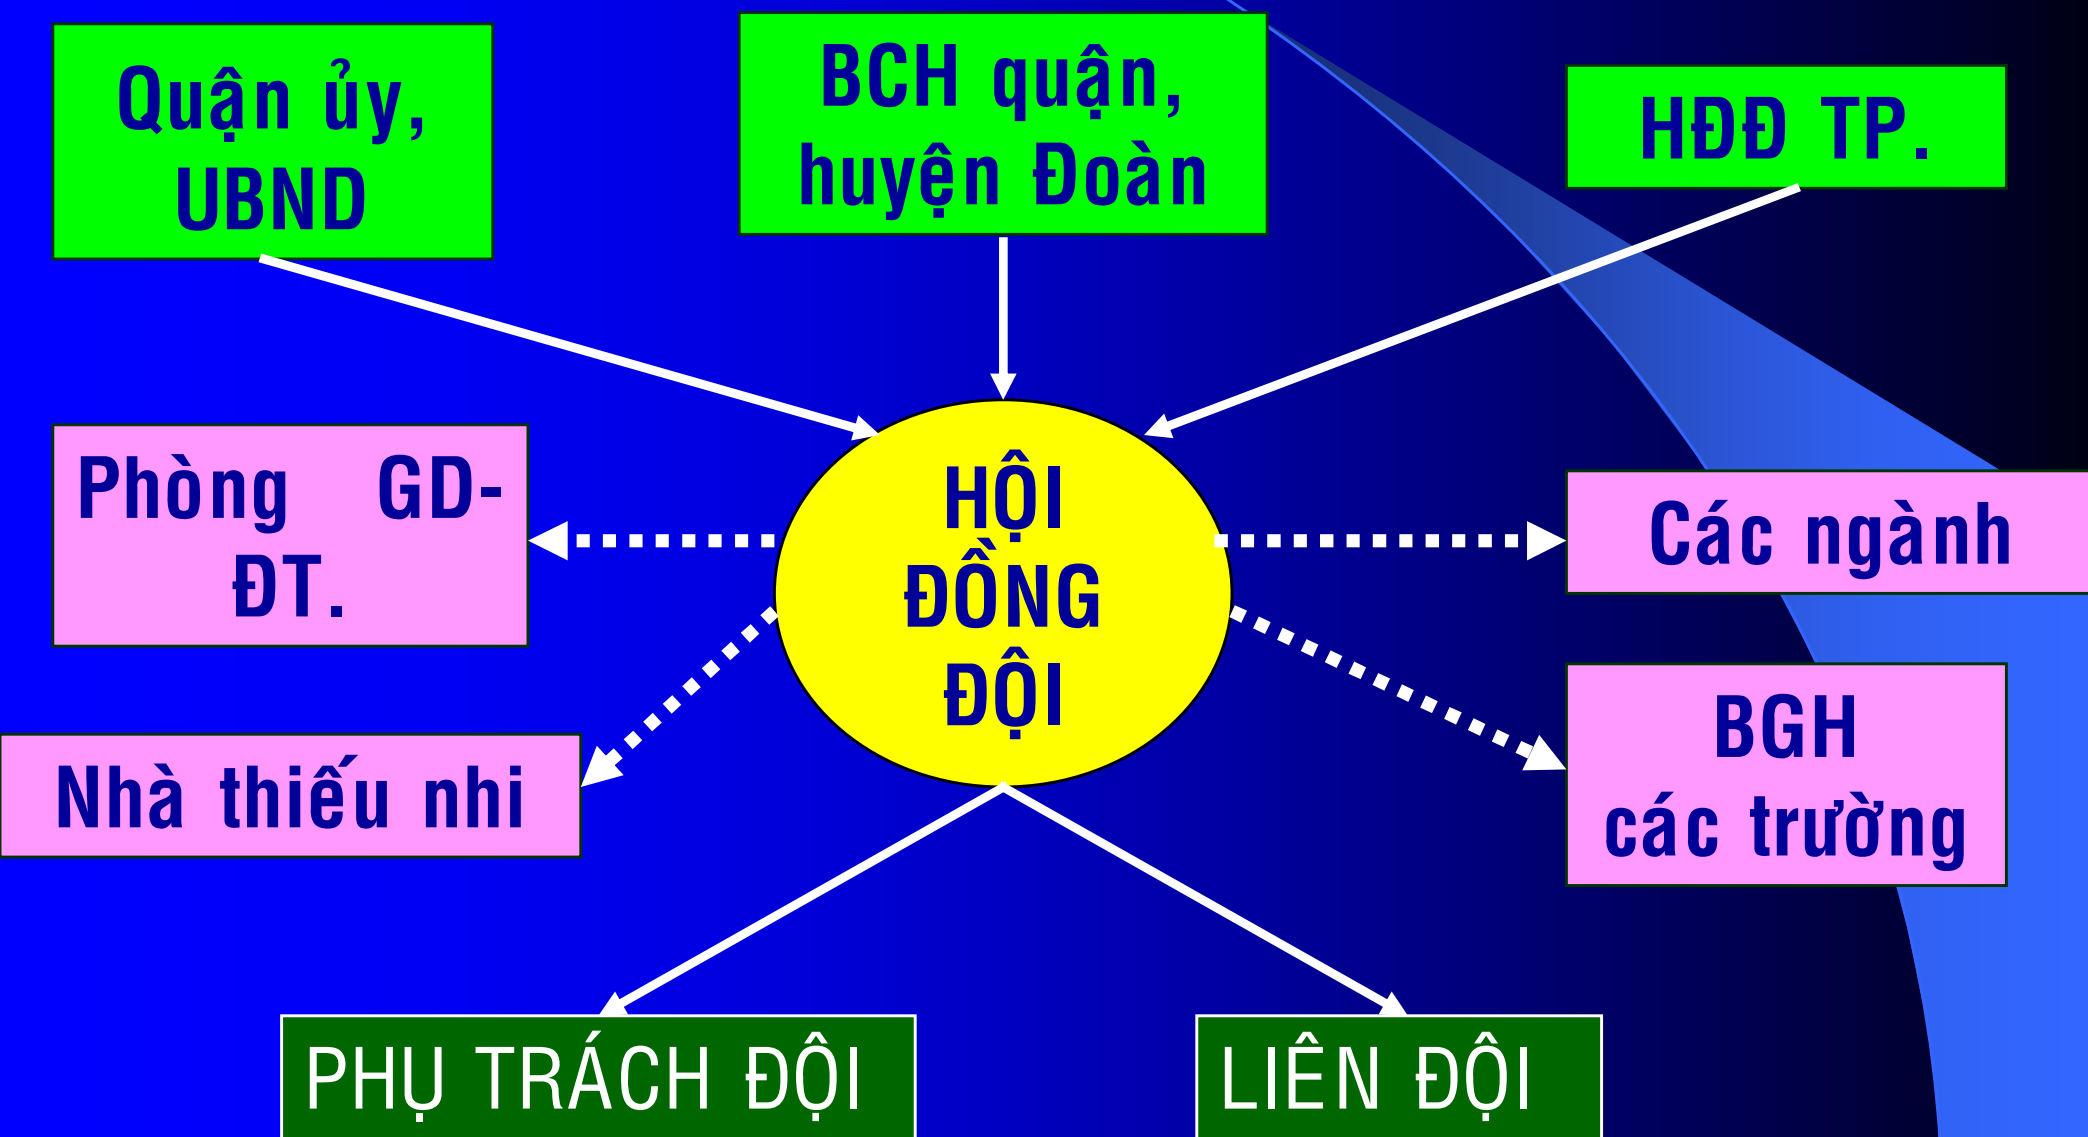 Quận ủy,
UBND
BCH quận,
huyện Đoàn
HĐĐ TP.
Phòng GD-
ĐT.
HỘI
ĐỒNG
ĐỘI
Các ngành
Nhà thiếu nhi
BGH
các trường
PHỤ TRÁCH ĐỘI
LIÊN ĐỘI